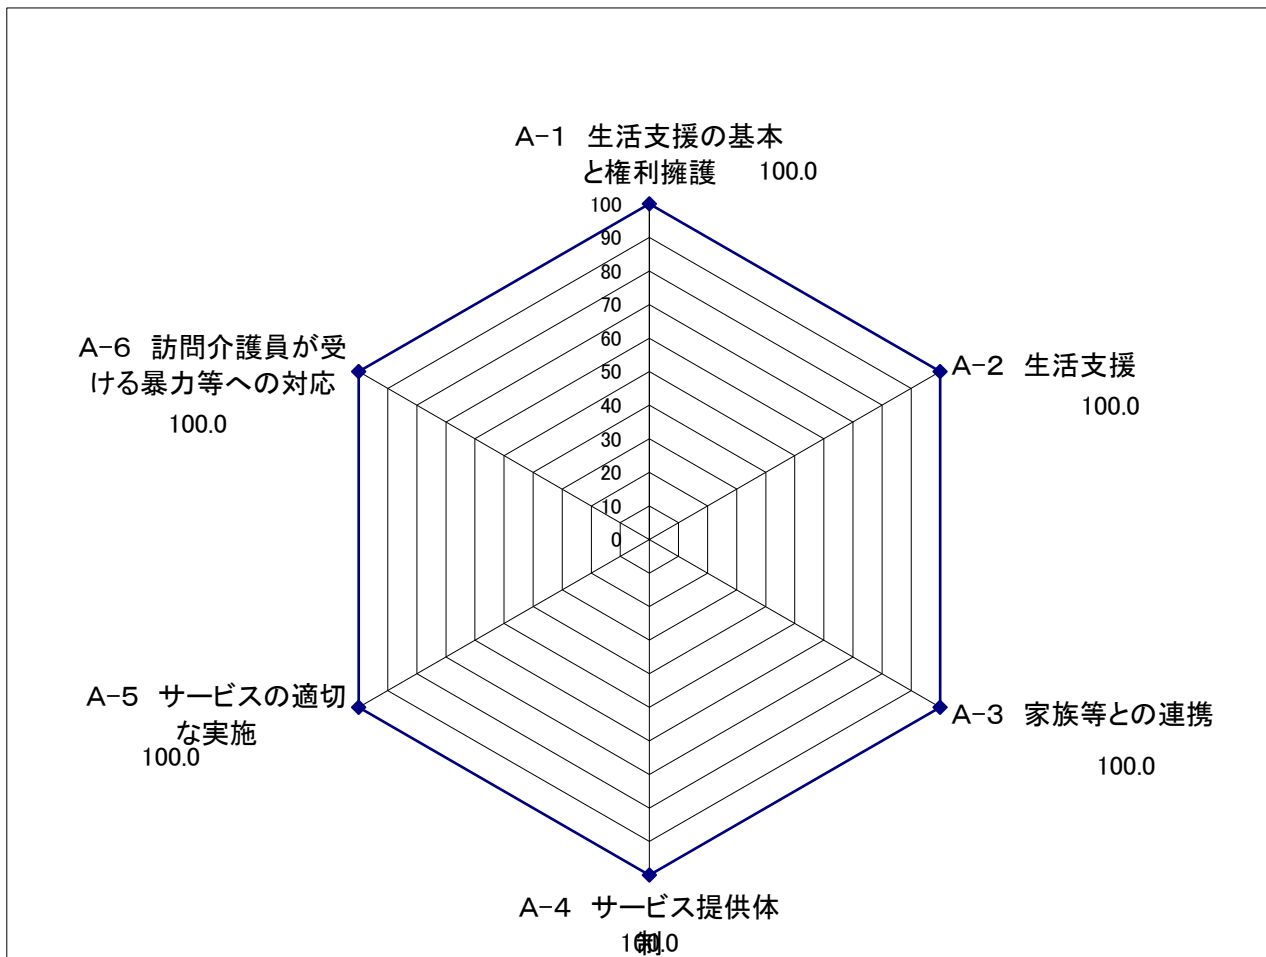 A-1 生活支援の基本
と権利擁護
100.0
100
90
80
70
60
50
40
30
20
10
0
A-2 生活支援
100.0
A-3 家族等との連携
100.0
A-4 サービス提供体
制
100.0
A-5 サービスの適切
な実施
100.0
A-6 訪問介護員が受
ける暴力等への対応
100.0